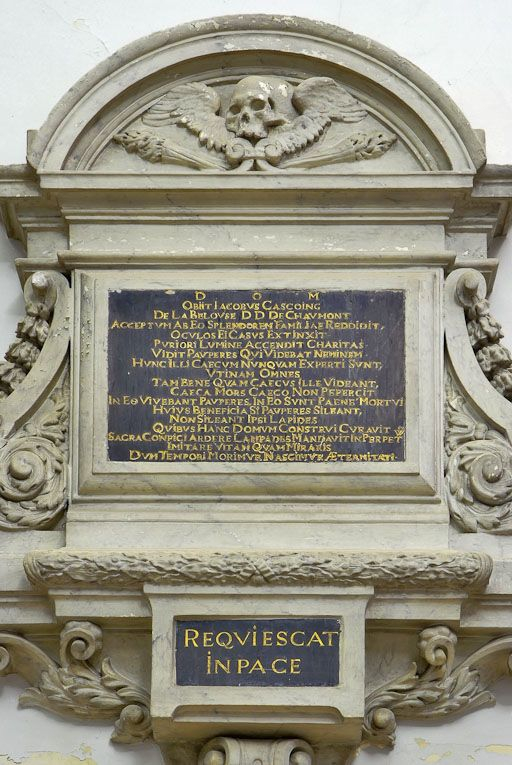 D O M
Obiit Iacobus Gascoing
De La Belouse D D De Chaumont
Acceptum Ab Eo Splendorem Familiae Reddidit,
Oculos Ei Casus Extinxit
Puriori Lumine Accendit Charitas
Vidit Pauperes Qui Videbat Neminem
Hunc Illi Caecum Nunquam Experti Sunt,
Utinam Omnes
Tam Bene Quam Caecus Ille Videant,
Caeca Mors Caeco Non Pepercit
In Eo Vivebant Pauperes, In Eo Sunt Paene Mortui
Huius Beneficia Si Pauperes Sileant,
Non Sileant Ipsi Lapides
Quibus Hanc Domum Construi Curavit
Sacra Conpici Ardere Lampades Mandavit In Perpet
Imitare Vitam Quam Miraris
Dum Tempori Morimur Nascimur Æternitati
REQVIESCAT
IN PACE